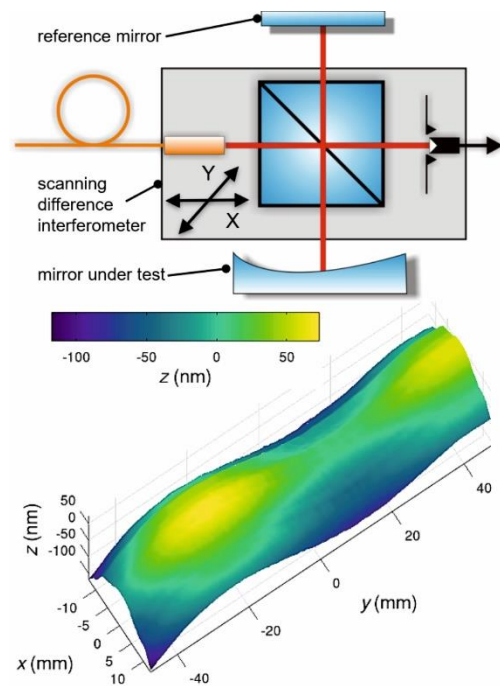 reference mirror
scanning
difference
interferometer
Y
X
mirror under test
-100 -50 0 50
z (nm)
z (nm)
50
0
-50
-100
-10
-5
0
5
10
x (mm)
-40
-20
0
20
40
y (mm)